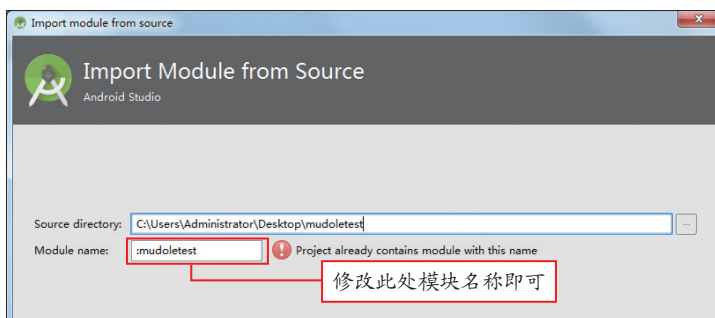 Import module from source
Import Module from Source
Android Studio
Source directory: C:\Users\Administrator\Desktop\mudoletest ...
Module name: :mudoletest Project already contains module with this name
修改此处模块名称即可